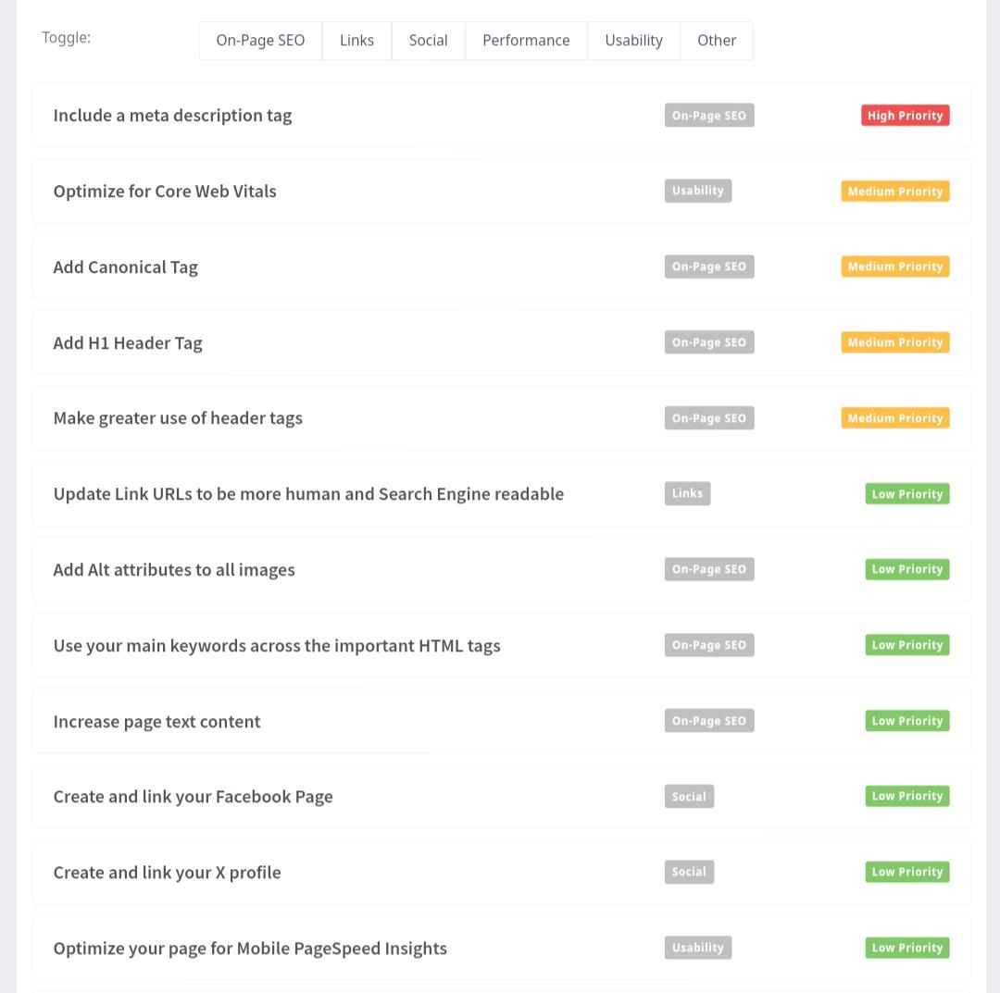 Toggle:
On-Page SEO Links Social Performance Usability Other
Include a meta description tag On-Page SEO High Priority
Optimize for Core Web Vitals Usability Medium Priority
Add Canonical Tag On-Page SEO Medium Priority
Add H1 Header Tag On-Page SEO Medium Priority
Make greater use of header tags On-Page SEO Medium Priority
Update Link URLs to be more human and Search Engine readable Links Low Priority
Add Alt attributes to all images On-Page SEO Low Priority
Use your main keywords across the important HTML tags On-Page SEO Low Priority
Increase page text content On-Page SEO Low Priority
Create and link your Facebook Page Social Low Priority
Create and link your X profile Social Low Priority
Optimize your page for Mobile PageSpeed Insights Usability Low Priority